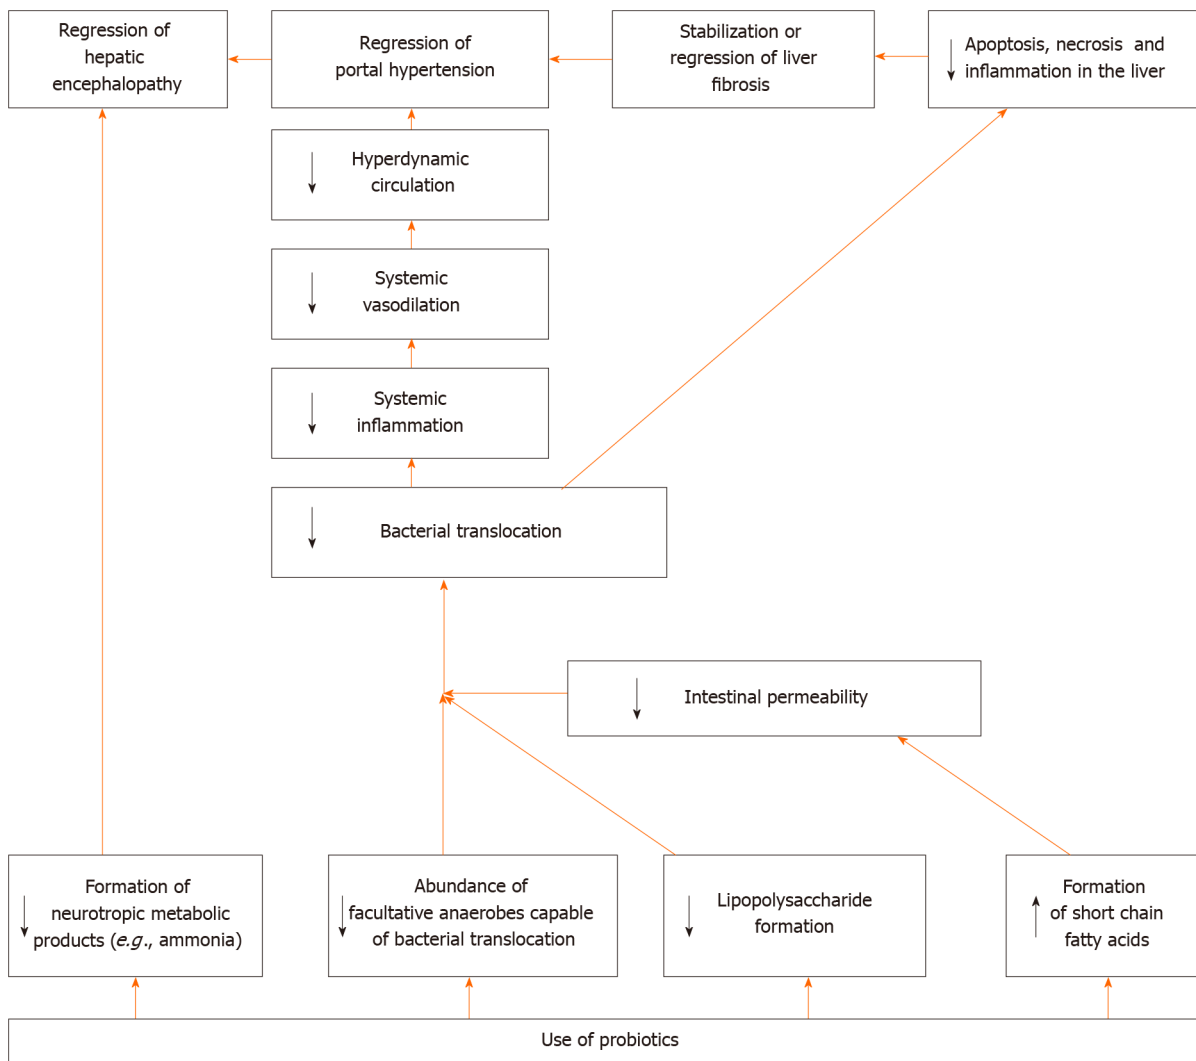 Regression of
hepatic
encephalopathy
Regression of
portal hypertension
Stabilization or
regression of liver
fibrosis
Apoptosis, necrosis and
inflammation in the liver
Hyperdynamic
circulation
Systemic
vasodilation
Systemic
inflammation
Bacterial translocation
Intestinal permeability
Formation of
neurotropic metabolic
products (e.g., ammonia)
Abundance of
facultative anaerobes capable
of bacterial translocation
Lipopolysaccharide
formation
Formation
of short chain
fatty acids
Use of probiotics